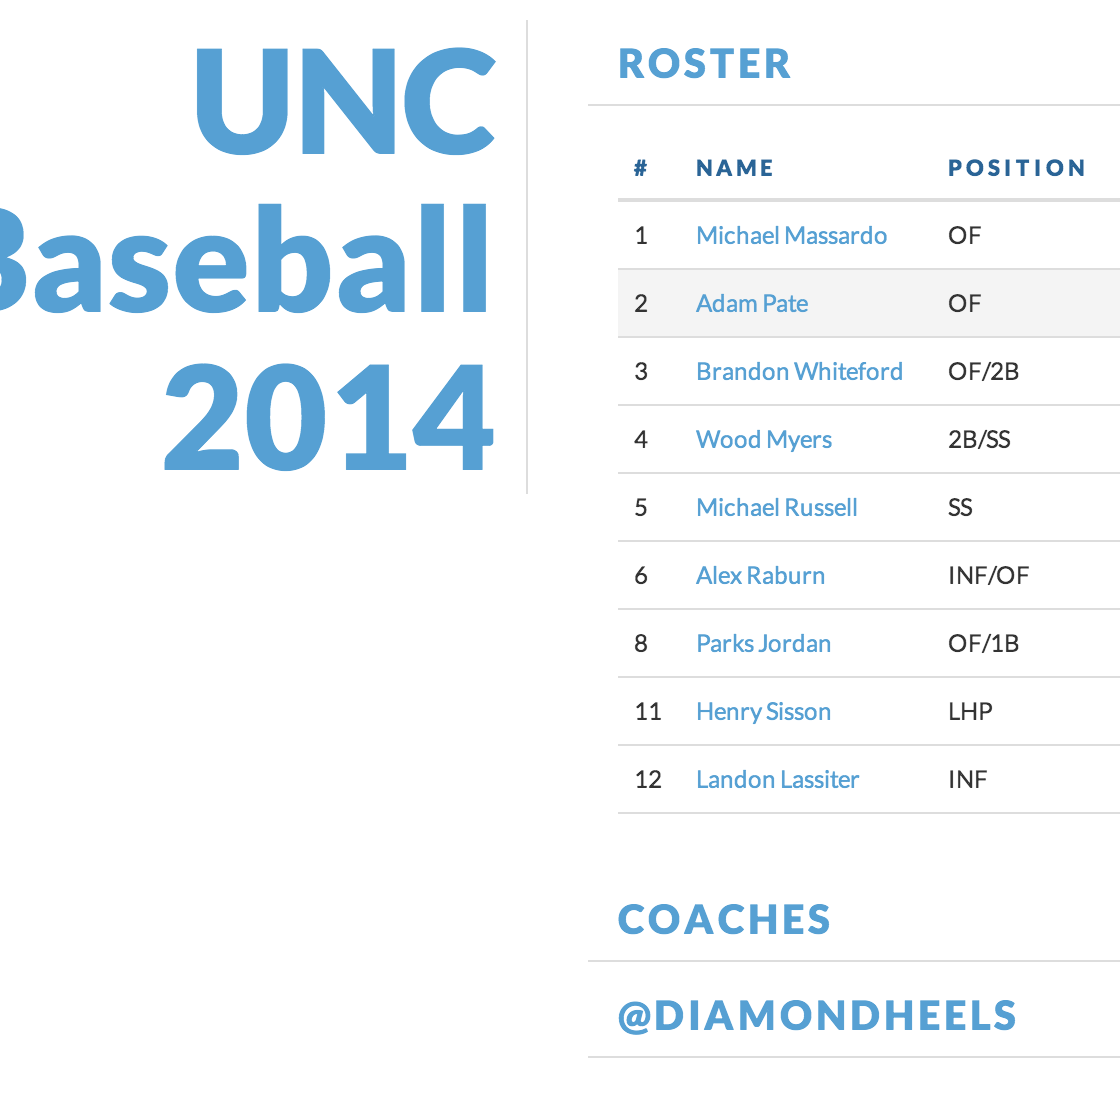 UNC
Baseball
2014
ROSTER
# NAME POSITION
1 Michael Massardo OF
2 Adam Pate OF
3 Brandon Whiteford OF/2B
4 Wood Myers 2B/SS
5 Michael Russell SS
6 Alex Raburn INF/OF
8 Parks Jordan OF/1B
11 Henry Sisson LHP
12 Landon Lassiter INF
COACHES
@DIAMONDHEELS